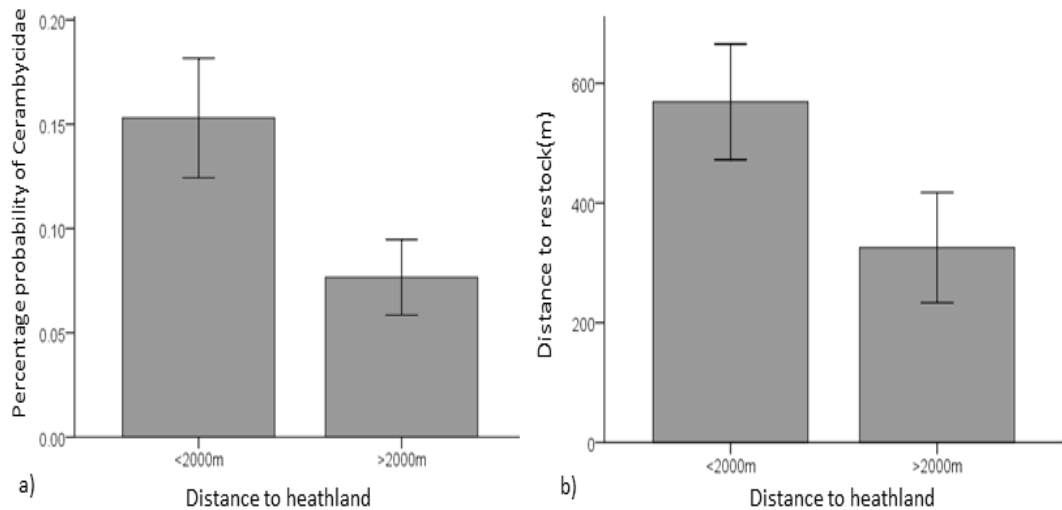 Percentage probability of Cerambycidae
0.20
0.15
0.10
0.05
0.00
<2000m
>2000m
a)
Distance to heathland
Distance to restock(m)
600
400
200
0
<2000m
>2000m
b)
Distance to heathland